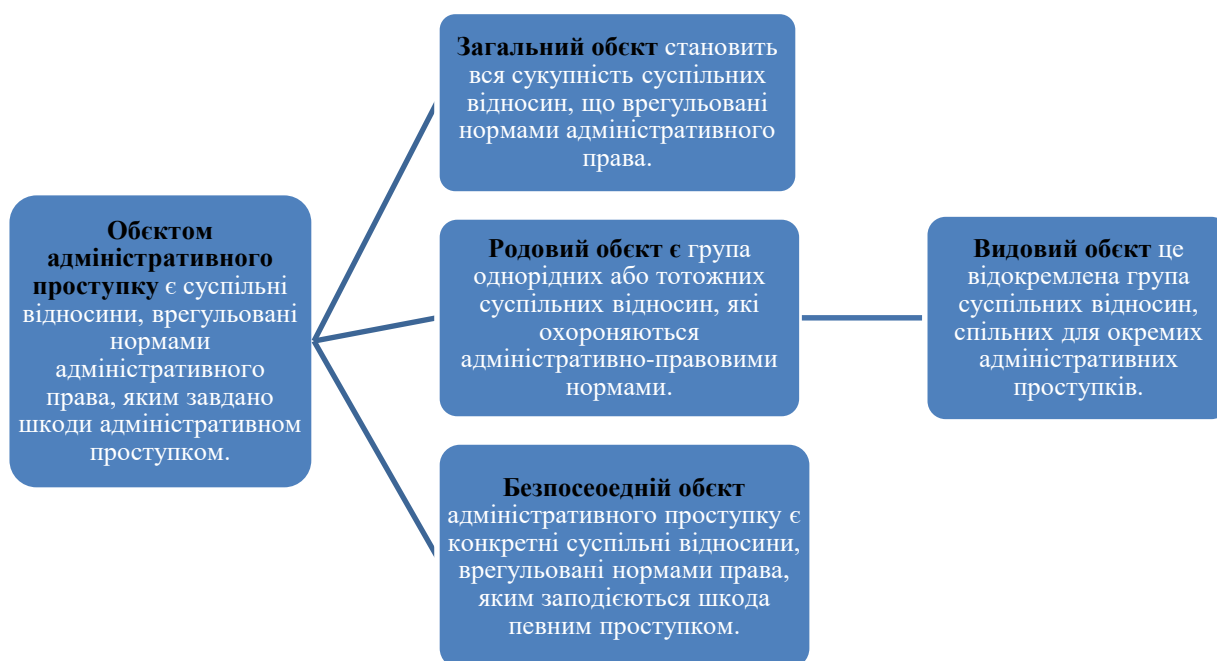 Обєктом
адміністративного
проступку є суспільні
відносини, врегульовані
нормами
адміністративного
права, яким завдано
шкоди адміністративном
проступком.
Загальний обєкт становить
вся сукупність суспільних
відносин, що врегульовані
нормами адміністративного
права.
Родовий обєкт є група
однорідних або тотожних
суспільних відносин, які
охороняються
адміністративно-правовими
нормами.
Видовий обєкт це
відокремлена група
суспільних відносин,
спільних для окремих
адміністративних
проступків.
Безпосеоедній обєкт
адміністративного проступку є
конкретні суспільні відносини,
врегульовані нормами права,
яким заподієються шкода
певним проступком.